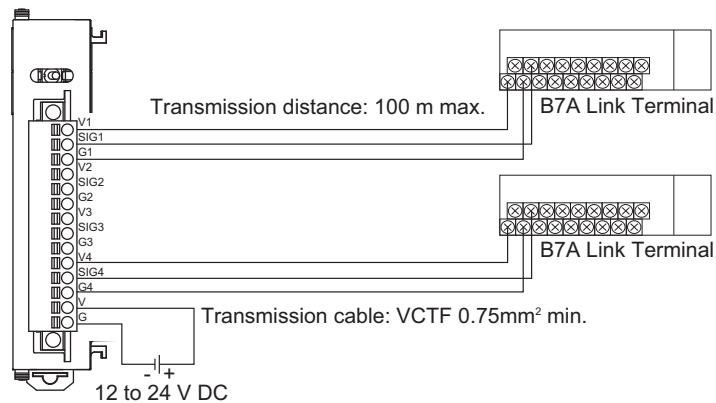 Transmission distance: 100 m max.
B7A Link Terminal
V1
SIG1
G1
V2
SIG2
G2
V3
SIG3
G3
V4
SIG4
G4
V
G
B7A Link Terminal
Transmission cable: VCTF 0.75mm² min.
- +
12 to 24 V DC